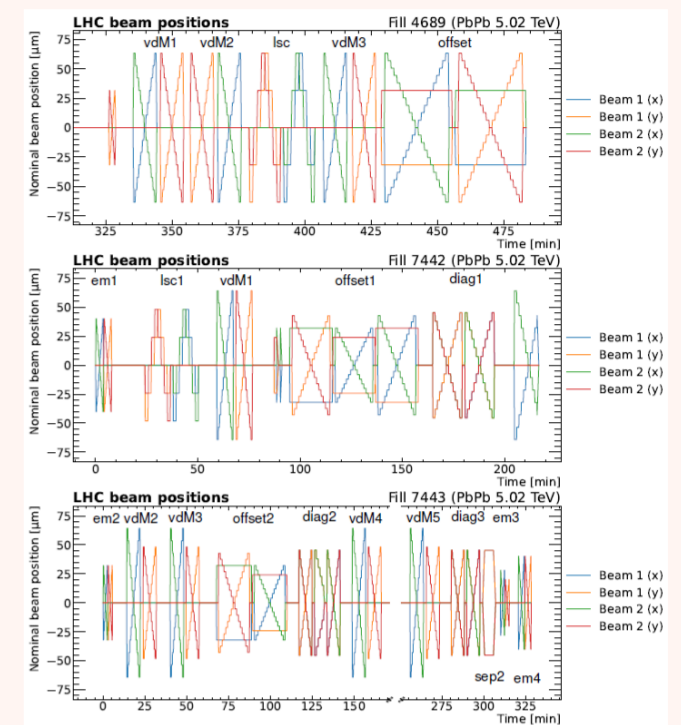 LHC beam positions Fill 4689 (PbPb 5.02 TeV)
vdM1 vdM2 lsc vdM3 offset
Nominal beam position [μm]
75
50
25
0
−25
−50
−75
325 350 375 400 425 450 475
Time [min]
Beam 1 (x)
Beam 1 (y)
Beam 2 (x)
Beam 2 (y)
LHC beam positions Fill 7442 (PbPb 5.02 TeV)
em1 lsc1 vdM1 offset1 diag1
Nominal beam position [μm]
75
50
25
0
−25
−50
−75
0 50 100 150 200
Time [min]
Beam 1 (x)
Beam 1 (y)
Beam 2 (x)
Beam 2 (y)
LHC beam positions Fill 7443 (PbPb 5.02 TeV)
em2 vdM2 vdM3 offset2 diag2 vdM4 vdM5 diag3 em3
Nominal beam position [μm]
75
50
25
0
−25
−50
−75
sep2 em4
0 25 50 75 100 125 150 275 300 325
Time [min]
Beam 1 (x)
Beam 1 (y)
Beam 2 (x)
Beam 2 (y)